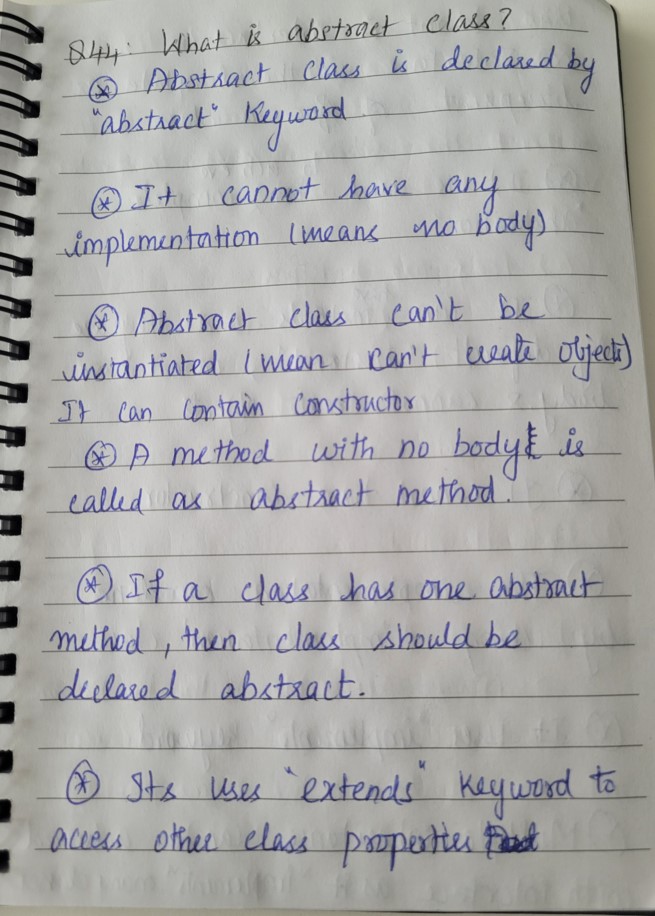 Q44: What is abstract class?
⊛ Abstract class is declared by
"abstract" Keyword
⊛ It cannot have any
implementation (means no body)
⊛ Abstract class can't be
instantiated (mean can't create objects)
It can contain constructor
⊛ A method with no body is
called as abstract method.
⊛ If a class has one abstract
method, then class should be
declared abstract.
⊛ Its uses "extends" keyword to
access other class properties